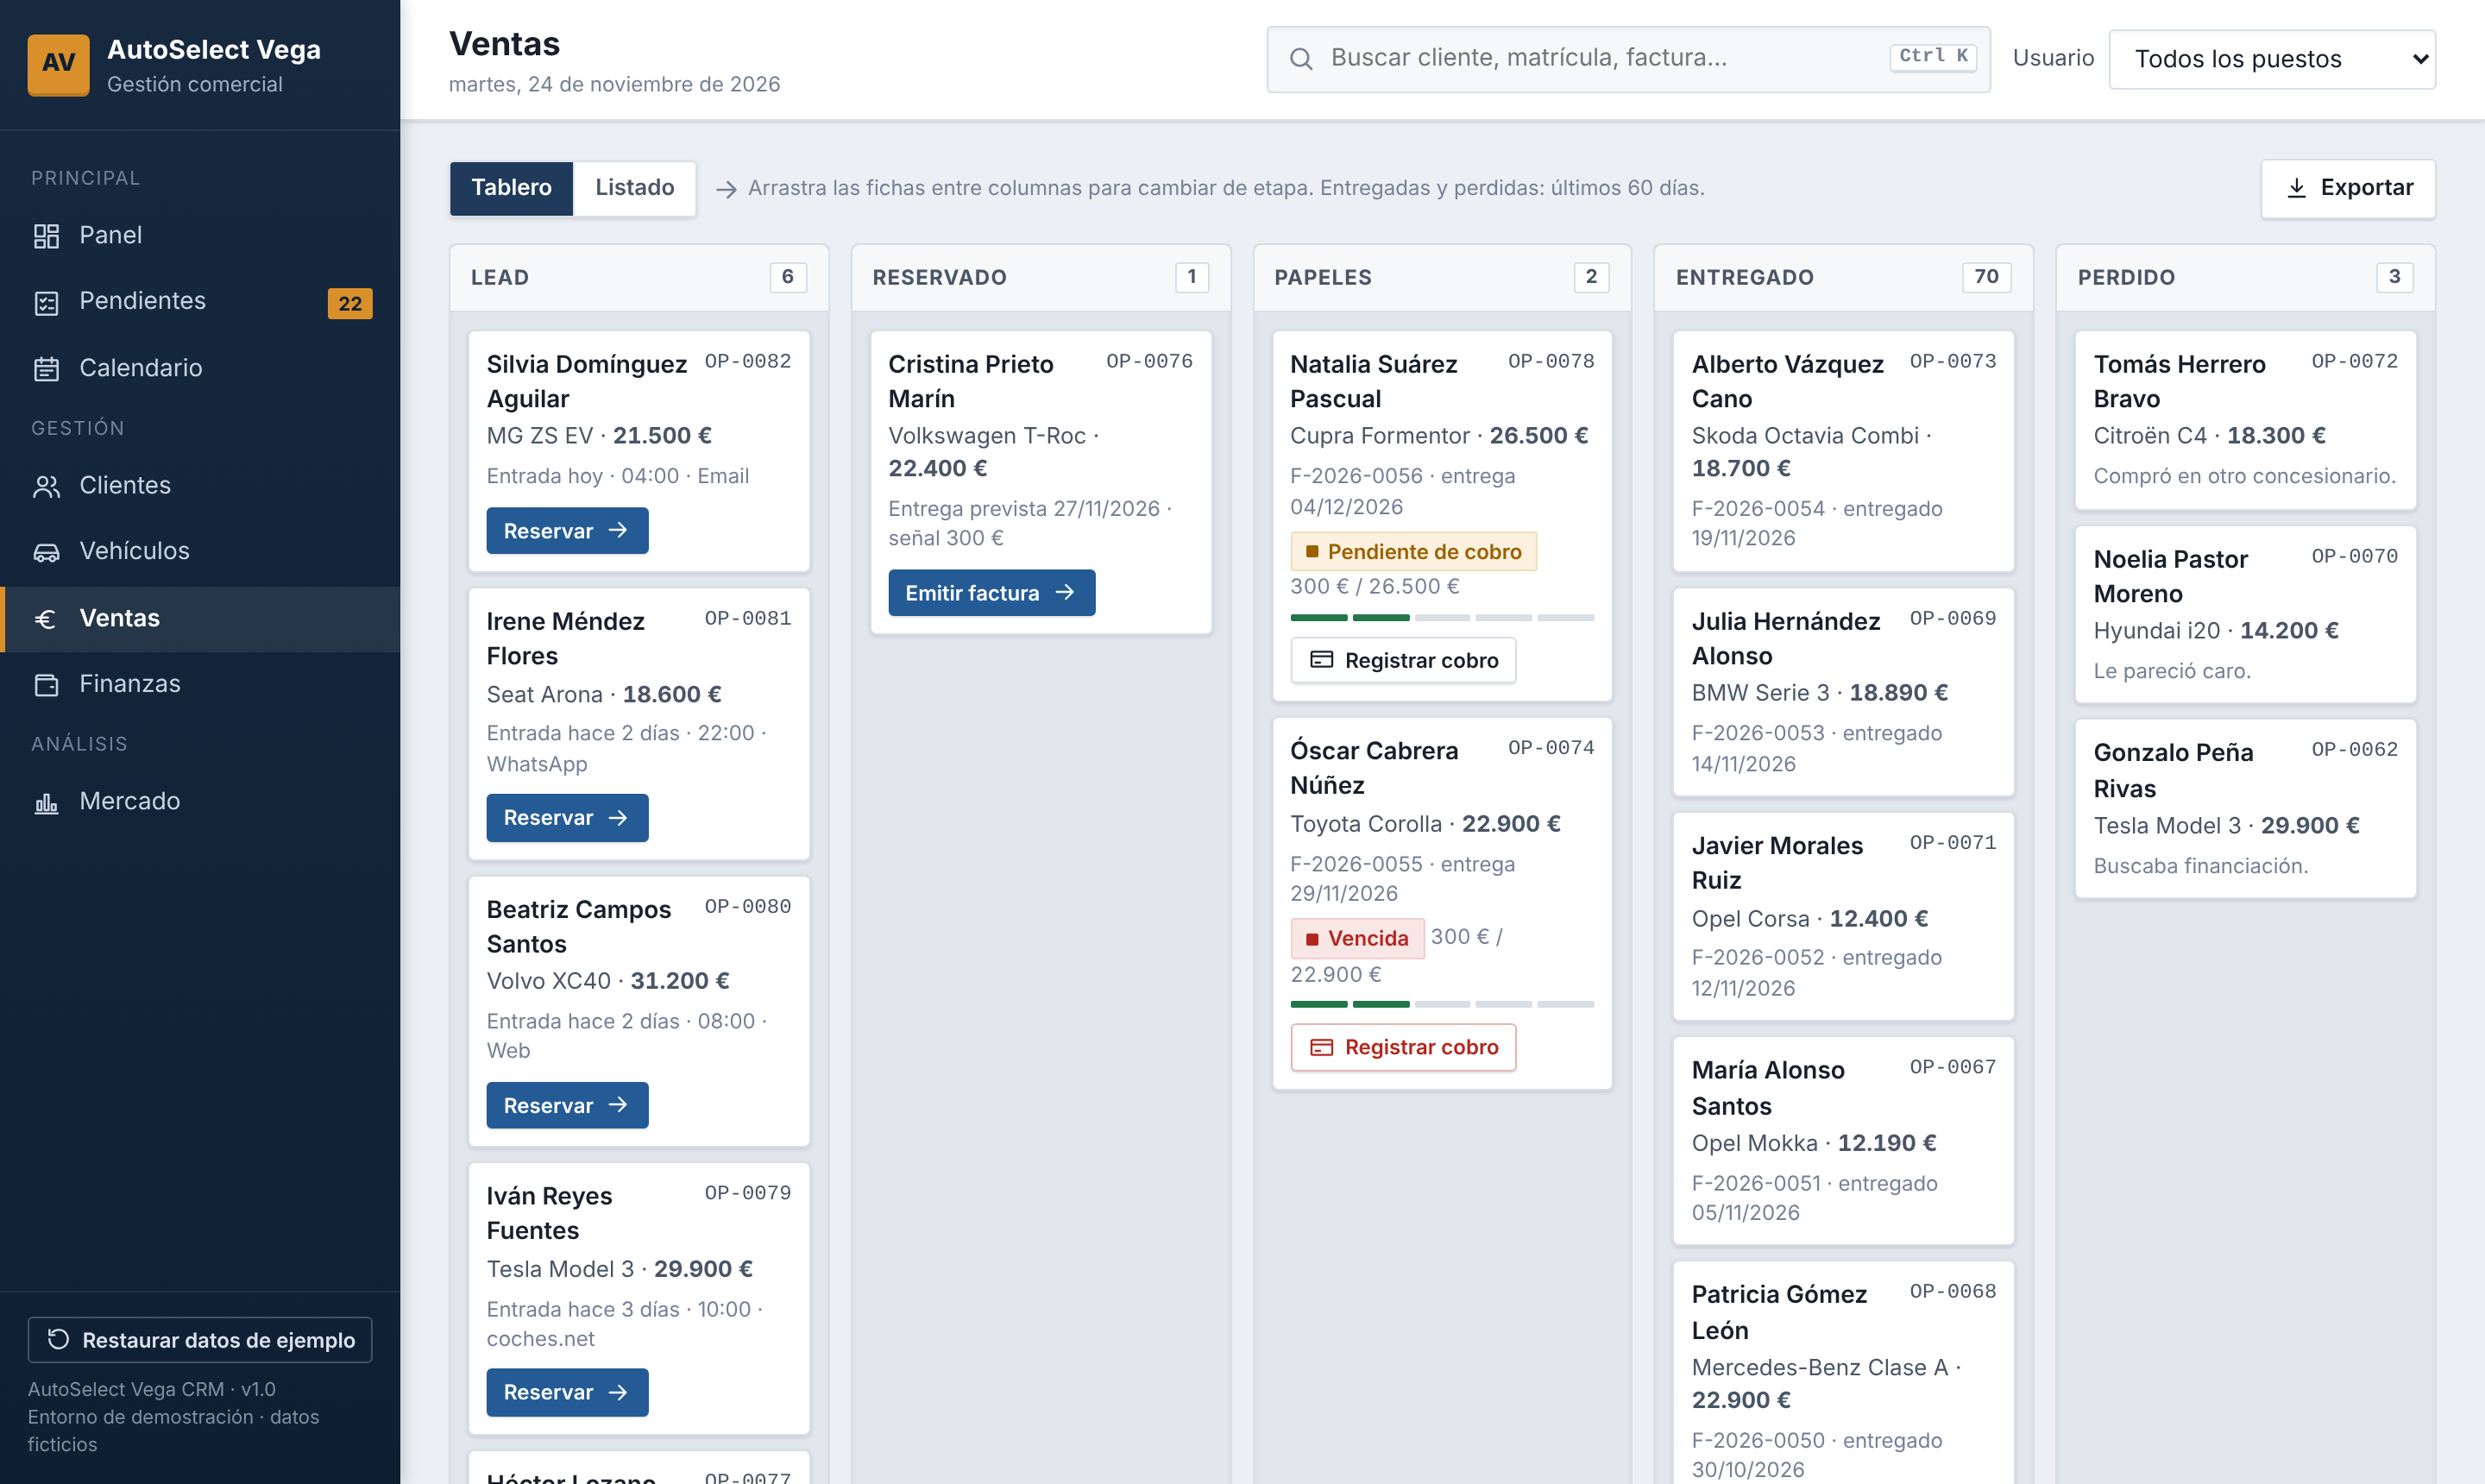 AV
AutoSelect Vega
Gestión comercial
PRINCIPAL
Panel
Pendientes
22
Calendario
GESTIÓN
Clientes
Vehículos
Ventas
Finanzas
ANÁLISIS
Mercado
Restaurar datos de ejemplo
AutoSelect Vega CRM · v1.0
Entorno de demostración · datos
ficticios
Ventas
martes, 24 de noviembre de 2026
Buscar cliente, matrícula, factura...
Ctrl K
Usuario
Todos los puestos
Tablero
Listado
Arrastra las fichas entre columnas para cambiar de etapa. Entregadas y perdidas: últimos 60 días.
Exportar
LEAD 6
Silvia Domínguez OP-0082
Aguilar
MG ZS EV · 21.500 €
Entrada hoy · 04:00 · Email
Reservar
Irene Méndez OP-0081
Flores
Seat Arona · 18.600 €
Entrada hace 2 días · 22:00 ·
WhatsApp
Reservar
Beatriz Campos OP-0080
Santos
Volvo XC40 · 31.200 €
Entrada hace 2 días · 08:00 ·
Web
Reservar
Iván Reyes OP-0079
Fuentes
Tesla Model 3 · 29.900 €
Entrada hace 3 días · 10:00 ·
coches.net
Reservar
Héctor Lozano OP-0077
RESERVADO 1
Cristina Prieto OP-0076
Marín
Volkswagen T-Roc ·
22.400 €
Entrega prevista 27/11/2026 ·
señal 300 €
Emitir factura
PAPELES 2
Natalia Suárez OP-0078
Pascual
Cupra Formentor · 26.500 €
F-2026-0056 · entrega
04/12/2026
Pendiente de cobro
300 € / 26.500 €
Registrar cobro
Óscar Cabrera OP-0074
Núñez
Toyota Corolla · 22.900 €
F-2026-0055 · entrega
29/11/2026
Vencida 300 € /
22.900 €
Registrar cobro
ENTREGADO 70
Alberto Vázquez OP-0073
Cano
Skoda Octavia Combi ·
18.700 €
F-2026-0054 · entregado
19/11/2026
Julia Hernández OP-0069
Alonso
BMW Serie 3 · 18.890 €
F-2026-0053 · entregado
14/11/2026
Javier Morales OP-0071
Ruiz
Opel Corsa · 12.400 €
F-2026-0052 · entregado
12/11/2026
María Alonso OP-0067
Santos
Opel Mokka · 12.190 €
F-2026-0051 · entregado
05/11/2026
Patricia Gómez OP-0068
León
Mercedes-Benz Clase A ·
22.900 €
F-2026-0050 · entregado
30/10/2026
PERDIDO 3
Tomás Herrero OP-0072
Bravo
Citroën C4 · 18.300 €
Compró en otro concesionario.
Noelia Pastor OP-0070
Moreno
Hyundai i20 · 14.200 €
Le pareció caro.
Gonzalo Peña OP-0062
Rivas
Tesla Model 3 · 29.900 €
Buscaba financiación.